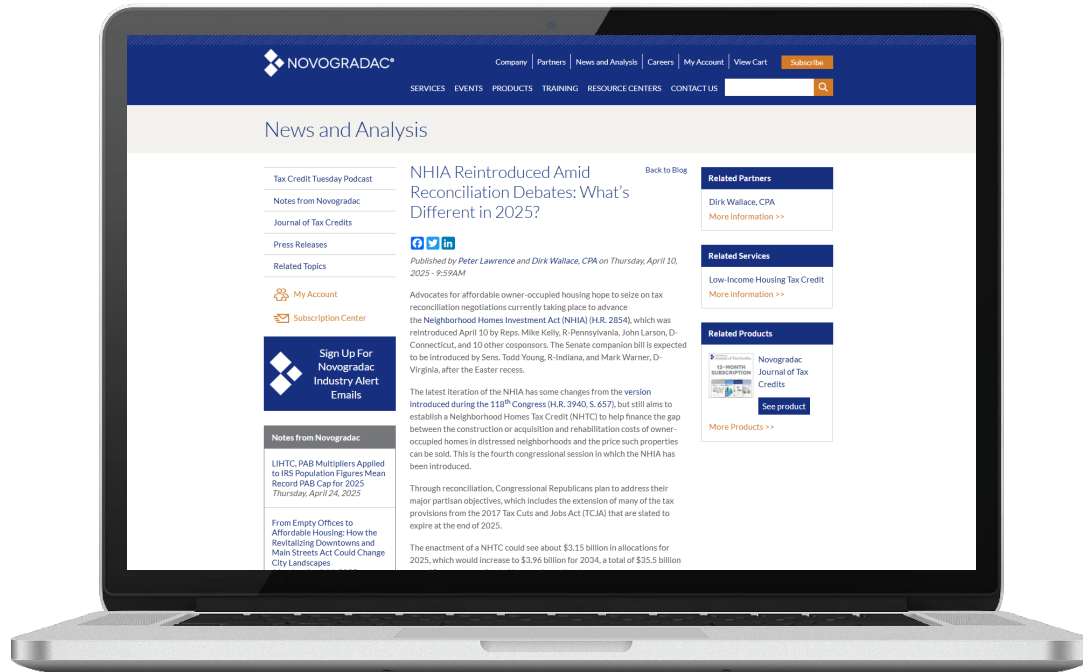 NOVOGRADAC®
Company
Partners
News and Analysis
Careers
My Account
View Cart
Subscribe
SERVICES
EVENTS
PRODUCTS
TRAINING
RESOURCE CENTERS
CONTACT US
News and Analysis
Tax Credit Tuesday Podcast
Notes from Novogradac
Journal of Tax Credits
Press Releases
Related Topics
My Account
Subscription Center
Sign Up For
Novogradac
Industry Alert
Emails
Notes from Novogradac
LIHTC, PAB Multipliers Applied
to IRS Population Figures Mean
Record PAB Cap for 2025
Thursday, April 24, 2025
From Empty Offices to
Affordable Housing: How the
Revitalizing Downtowns and
Main Streets Act Could Change
City Landscapes
NHIA Reintroduced Amid
Reconciliation Debates: What's
Different in 2025?
Back to Blog
Published by Peter Lawrence and Dirk Wallace, CPA on Thursday, April 10,
2025 - 9:59AM
Advocates for affordable owner-occupied housing hope to seize on tax
reconciliation negotiations currently taking place to advance
the Neighborhood Homes Investment Act (NHIA) (H.R. 2854), which was
reintroduced April 10 by Reps. Mike Kelly, R-Pennsylvania, John Larson, D-
Connecticut, and 10 other cosponsors. The Senate companion bill is expected
to be introduced by Sens. Todd Young, R-Indiana, and Mark Warner, D-
Virginia, after the Easter recess.
The latest iteration of the NHIA has some changes from the version
introduced during the 118th Congress (H.R. 3940, S. 657), but still aims to
establish a Neighborhood Homes Tax Credit (NHTC) to help finance the gap
between the construction or acquisition and rehabilitation costs of owner-
occupied homes in distressed neighborhoods and the price such properties
can be sold. This is the fourth congressional session in which the NHIA has
been introduced.
Through reconciliation, Congressional Republicans plan to address their
major partisan objectives, which includes the extension of many of the tax
provisions from the 2017 Tax Cuts and Jobs Act (TCJA) that are slated to
expire at the end of 2025.
The enactment of a NHTC could see about $3.15 billion in allocations for
2025, which would increase to $3.96 billion for 2034, a total of $35.5 billion
Related Partners
Dirk Wallace, CPA
More information >>
Related Services
Low-Income Housing Tax Credit
More information >>
Related Products
Journal of Tax Credits
12-MONTH
SUBSCRIPTION
Novogradac
Journal of Tax
Credits
See product
More Products >>